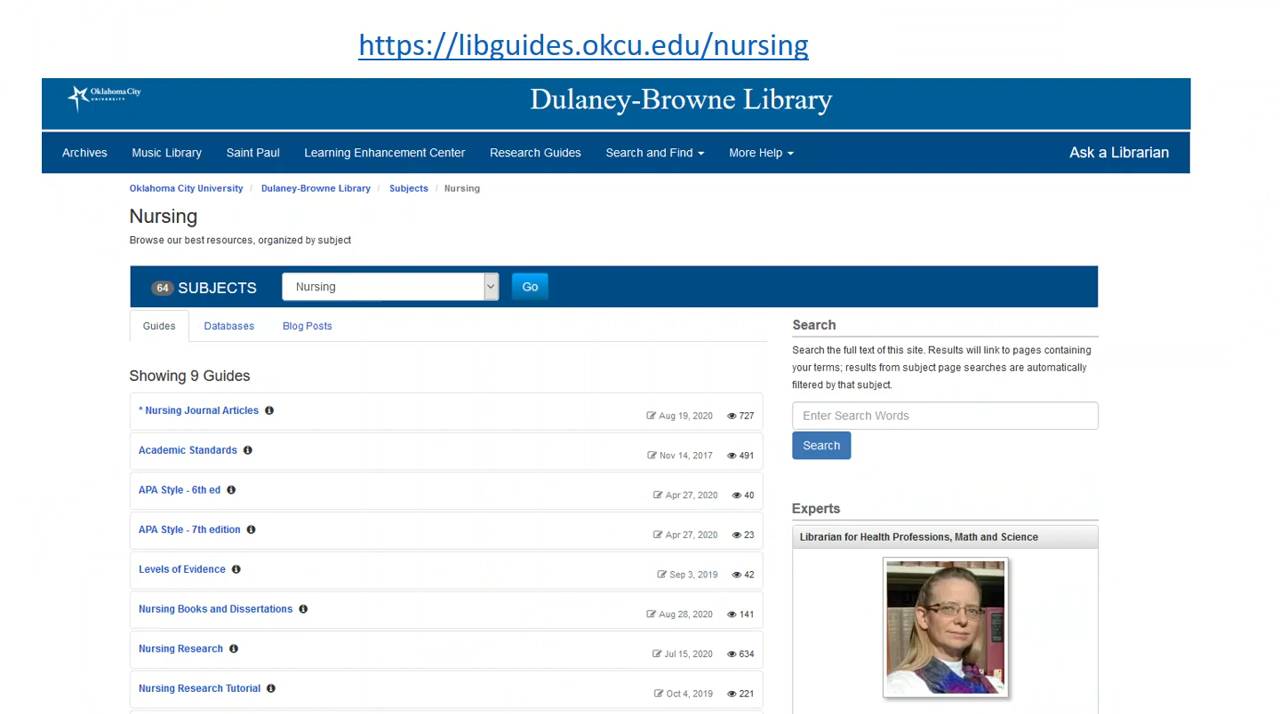 https://libguides.okcu.edu/nursing
Oklahoma City
UNIVERSITY
Dulaney-Browne Library
Archives Music Library Saint Paul Learning Enhancement Center Research Guides Search and Find More Help Ask a Librarian
Oklahoma City University / Dulaney-Browne Library / Subjects / Nursing
Nursing
Browse our best resources, organized by subject
64 SUBJECTS Nursing Go
Guides Databases Blog Posts
Showing 9 Guides
* Nursing Journal Articles Aug 19, 2020 727
Academic Standards Nov 14, 2017 491
APA Style - 6th ed Apr 27, 2020 40
APA Style - 7th edition Apr 27, 2020 23
Levels of Evidence Sep 3, 2019 42
Nursing Books and Dissertations Aug 28, 2020 141
Nursing Research Jul 15, 2020 634
Nursing Research Tutorial Oct 4, 2019 221
Search
Search the full text of this site. Results will link to pages containing
your terms; results from subject page searches are automatically
filtered by that subject.
Enter Search Words
Search
Experts
Librarian for Health Professions, Math and Science